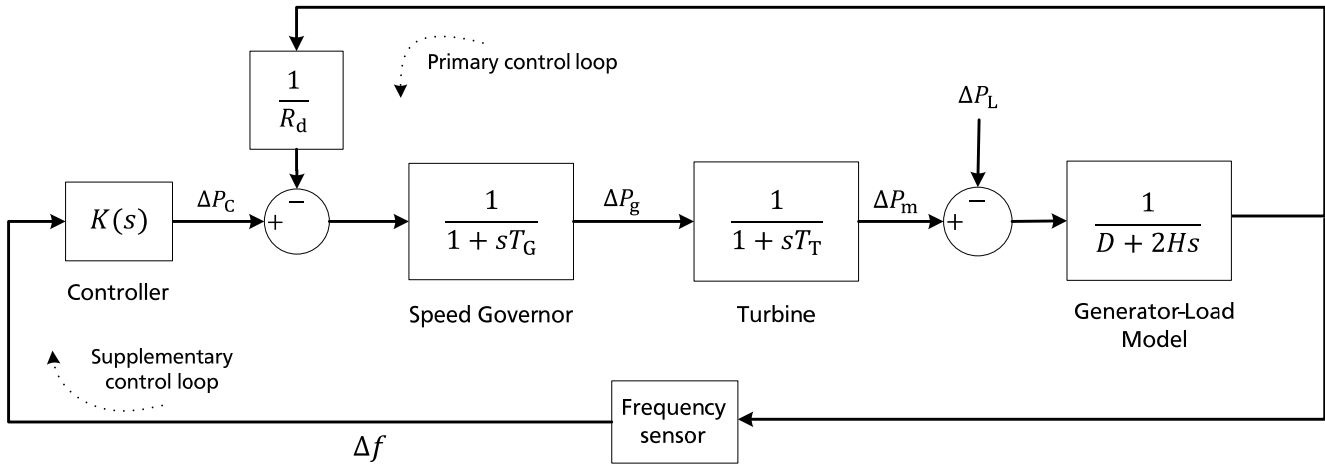 Primary control loop
1
R_d
ΔP_L
−
−
K(s)
ΔP_C
+
1
1 + sT_G
ΔP_g
1
1 + sT_T
ΔP_m
+
1
D + 2Hs
Controller
Speed Governor
Turbine
Generator-Load
Model
Supplementary
control loop
Frequency
sensor
Δf